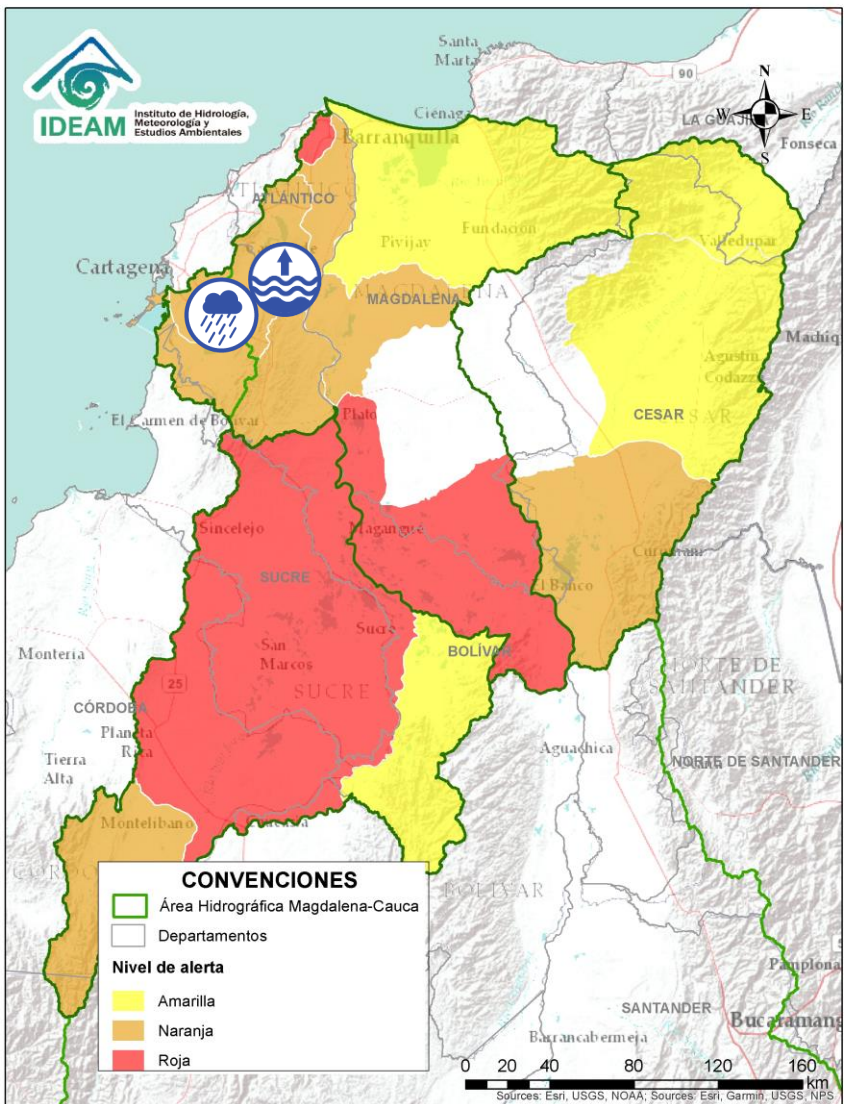 IDEAM
Instituto de Hidrología,
Meteorología y
Estudios Ambientales
Santa
Marta
90
N
W
E
S
Ciénaga
LA GUAJI
Fonseca
Barranquilla
ATLÁNTICO
Pivijay
Fundación
Valledupar
Cartagena
MAGDALENA
Agustín
Codazzi
El Carmen de Bolívar
Plato
CESAR
Sincelejo
Magangué
SUCRE
El Banco
Sucre
San
Marcos
BOLÍVAR
SUCRE
Montería
25
NORTE DE
SANTANDER
CÓRDOBA
Planeta
Rica
Aguachica
NORTE DE SANTANDER
Tierra
Alta
Montelíbano
BOLÍVAR
CONVENCIONES
Área Hidrográfica Magdalena-Cauca
Departamentos
Nivel de alerta
Amarilla
Naranja
Roja
Pamplona
SANTANDER
Bucaramang
Barrancabermeja
0 20 40 80 120 160
km
Sources: Esri, USGS, NOAA; Sources: Esri, Garmin, USGS, NPS